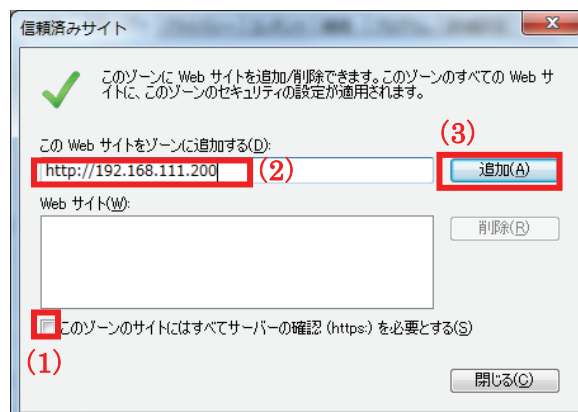 信頼済みサイト
このゾーンに Web サイトを追加/削除できます。このゾーンのすべての Web サ
イトに、このゾーンのセキュリティの設定が適用されます。
(3)
この Web サイトをゾーンに追加する(D):
http://192.168.111.200
(2)
追加(A)
Web サイト(W):
削除(R)
このゾーンのサイトにはすべてサーバーの確認 (https:) を必要とする(S)
(1)
閉じる(C)